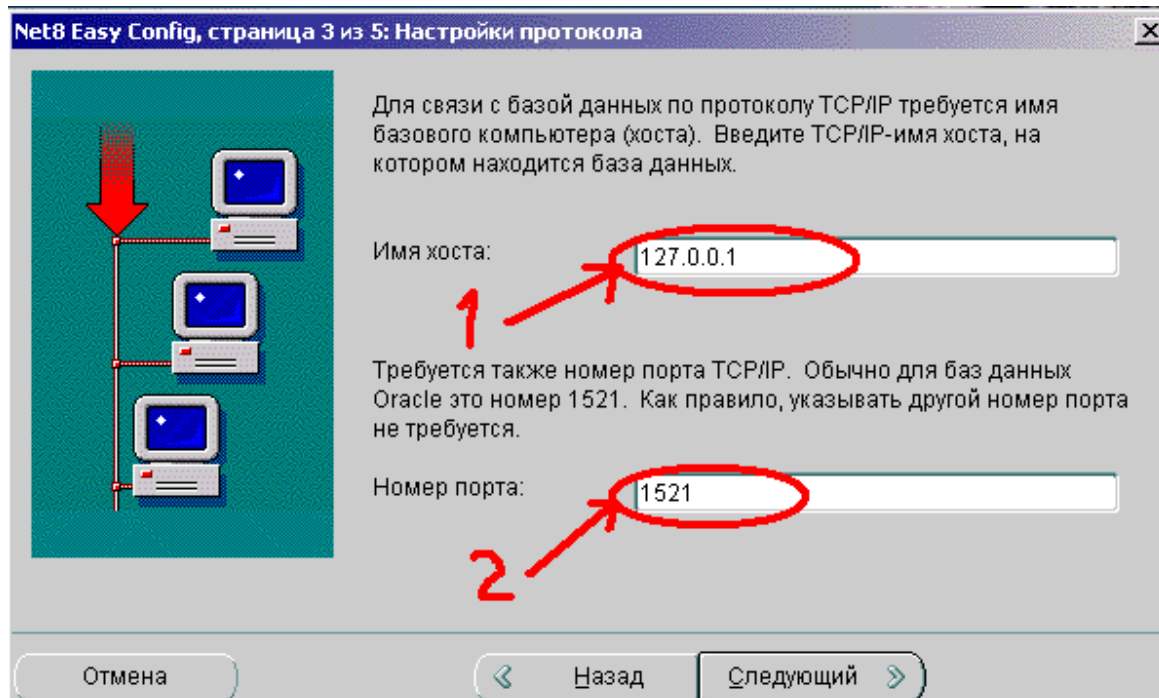 Net8 Easy Config, страница 3 из 5: Настройки протокола
Для связи с базой данных по протоколу TCP/IP требуется имя
базового компьютера (хоста). Введите TCP/IP-имя хоста, на
котором находится база данных.
Имя хоста: 127.0.0.1
1
Требуется также номер порта TCP/IP. Обычно для баз данных
Oracle это номер 1521. Как правило, указывать другой номер порта
не требуется.
Номер порта: 1521
2
Отмена Назад Следующий